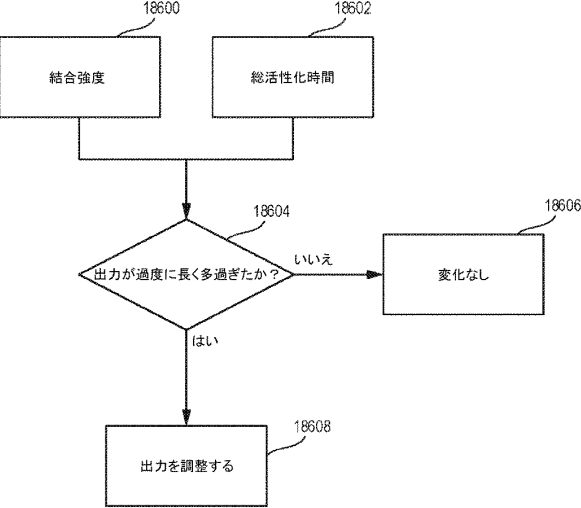 18600
18602
結合強度
総活性化時間
18604
18606
出力が過度に長く多過ぎたか?
いいえ
変化なし
はい
18608
出力を調整する